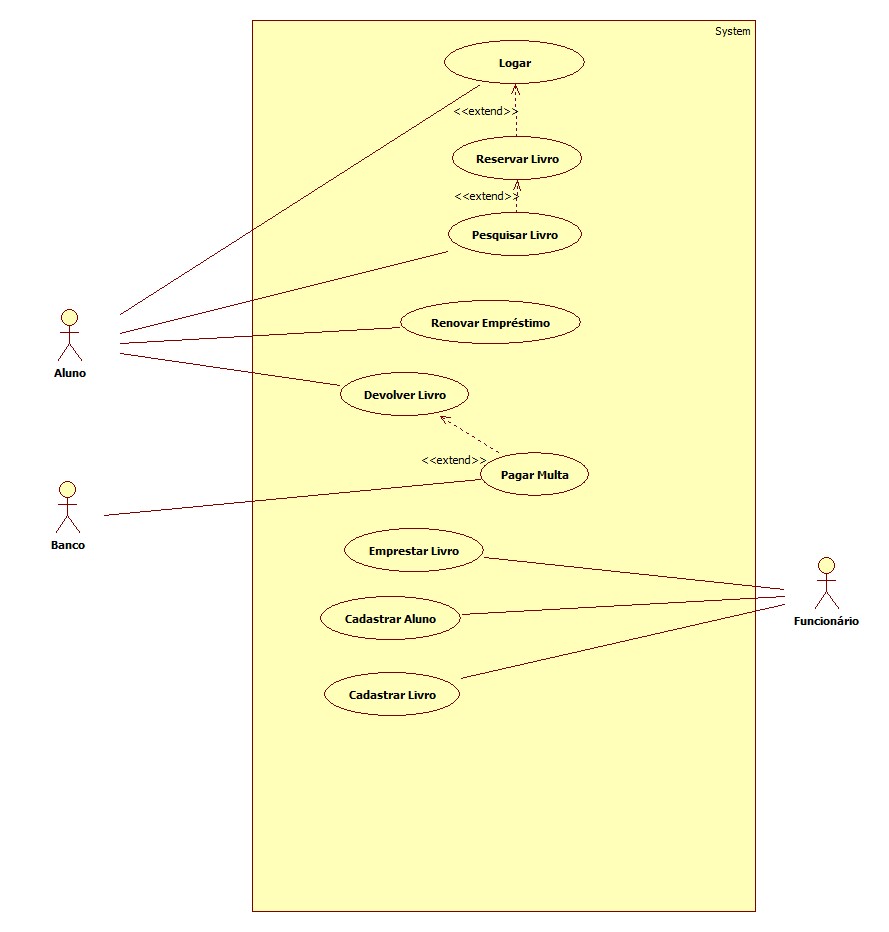 System
Logar
<<extend>>
Reservar Livro
<<extend>>
Pesquisar Livro
Renovar Empréstimo
Aluno
Devolver Livro
<<extend>>
Pagar Multa
Banco
Emprestar Livro
Cadastrar Aluno
Funcionário
Cadastrar Livro